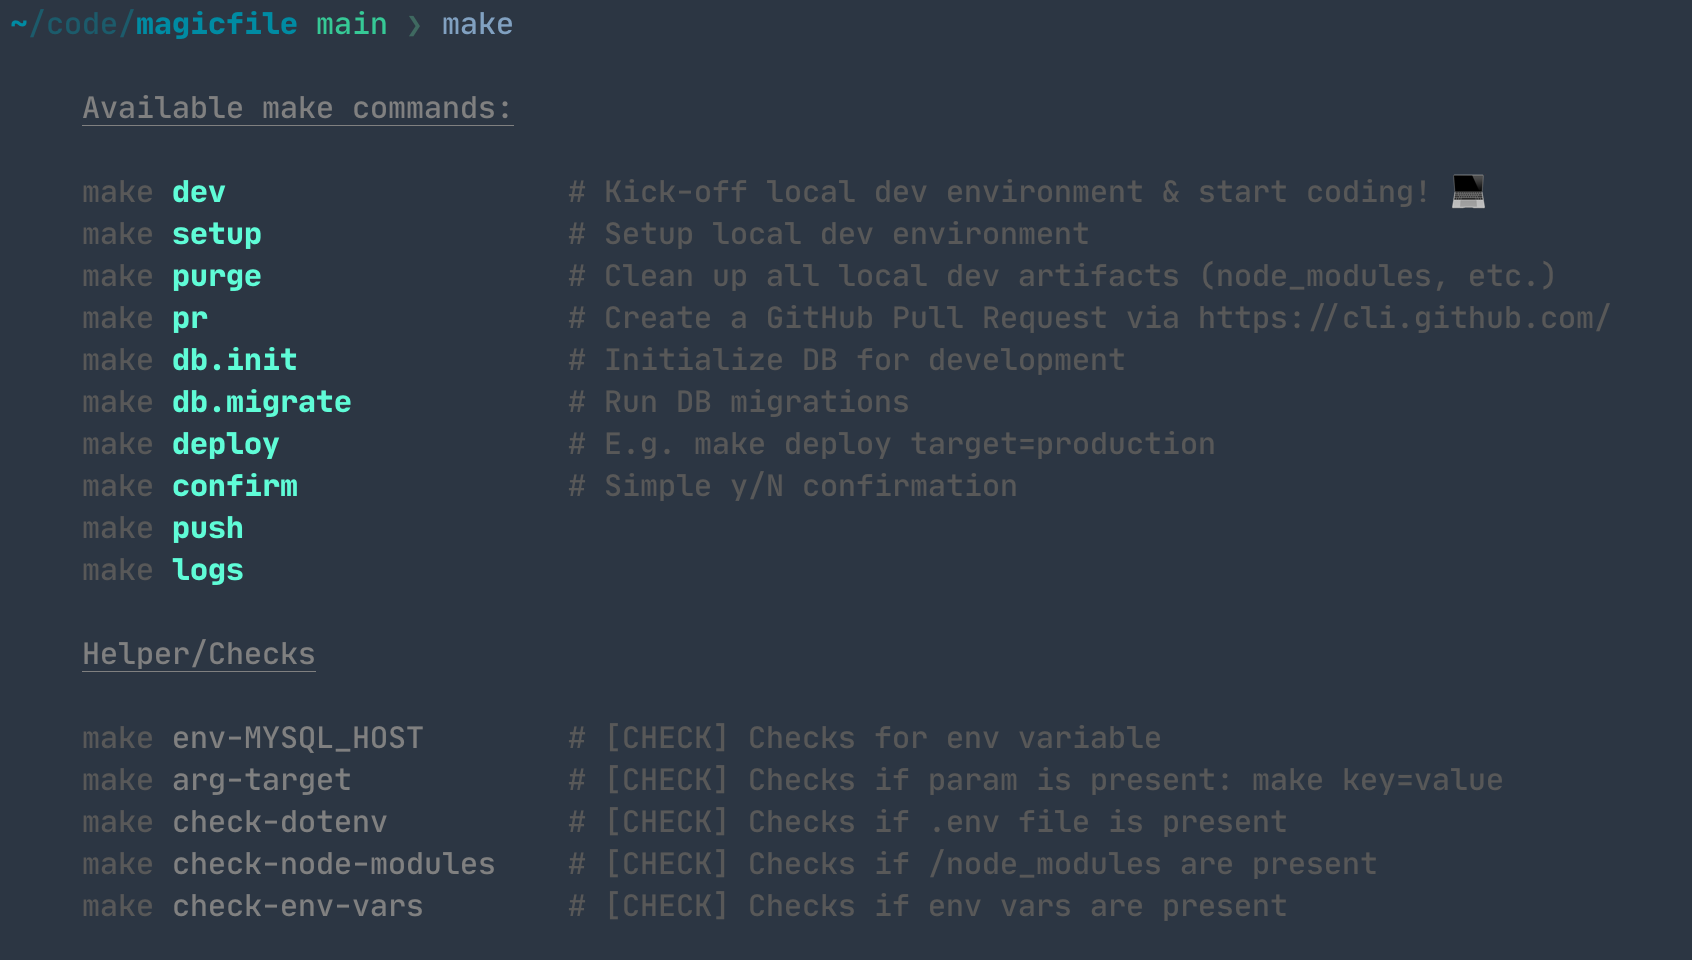 ~/code/magicfile main ❯ make
Available make commands:
make dev # Kick-off local dev environment & start coding! 💻
make setup # Setup local dev environment
make purge # Clean up all local dev artifacts (node_modules, etc.)
make pr # Create a GitHub Pull Request via https://cli.github.com/
make db.init # Initialize DB for development
make db.migrate # Run DB migrations
make deploy # E.g. make deploy target=production
make confirm # Simple y/N confirmation
make push
make logs
Helper/Checks
make env-MYSQL_HOST # [CHECK] Checks for env variable
make arg-target # [CHECK] Checks if param is present: make key=value
make check-dotenv # [CHECK] Checks if .env file is present
make check-node-modules # [CHECK] Checks if /node_modules are present
make check-env-vars # [CHECK] Checks if env vars are present